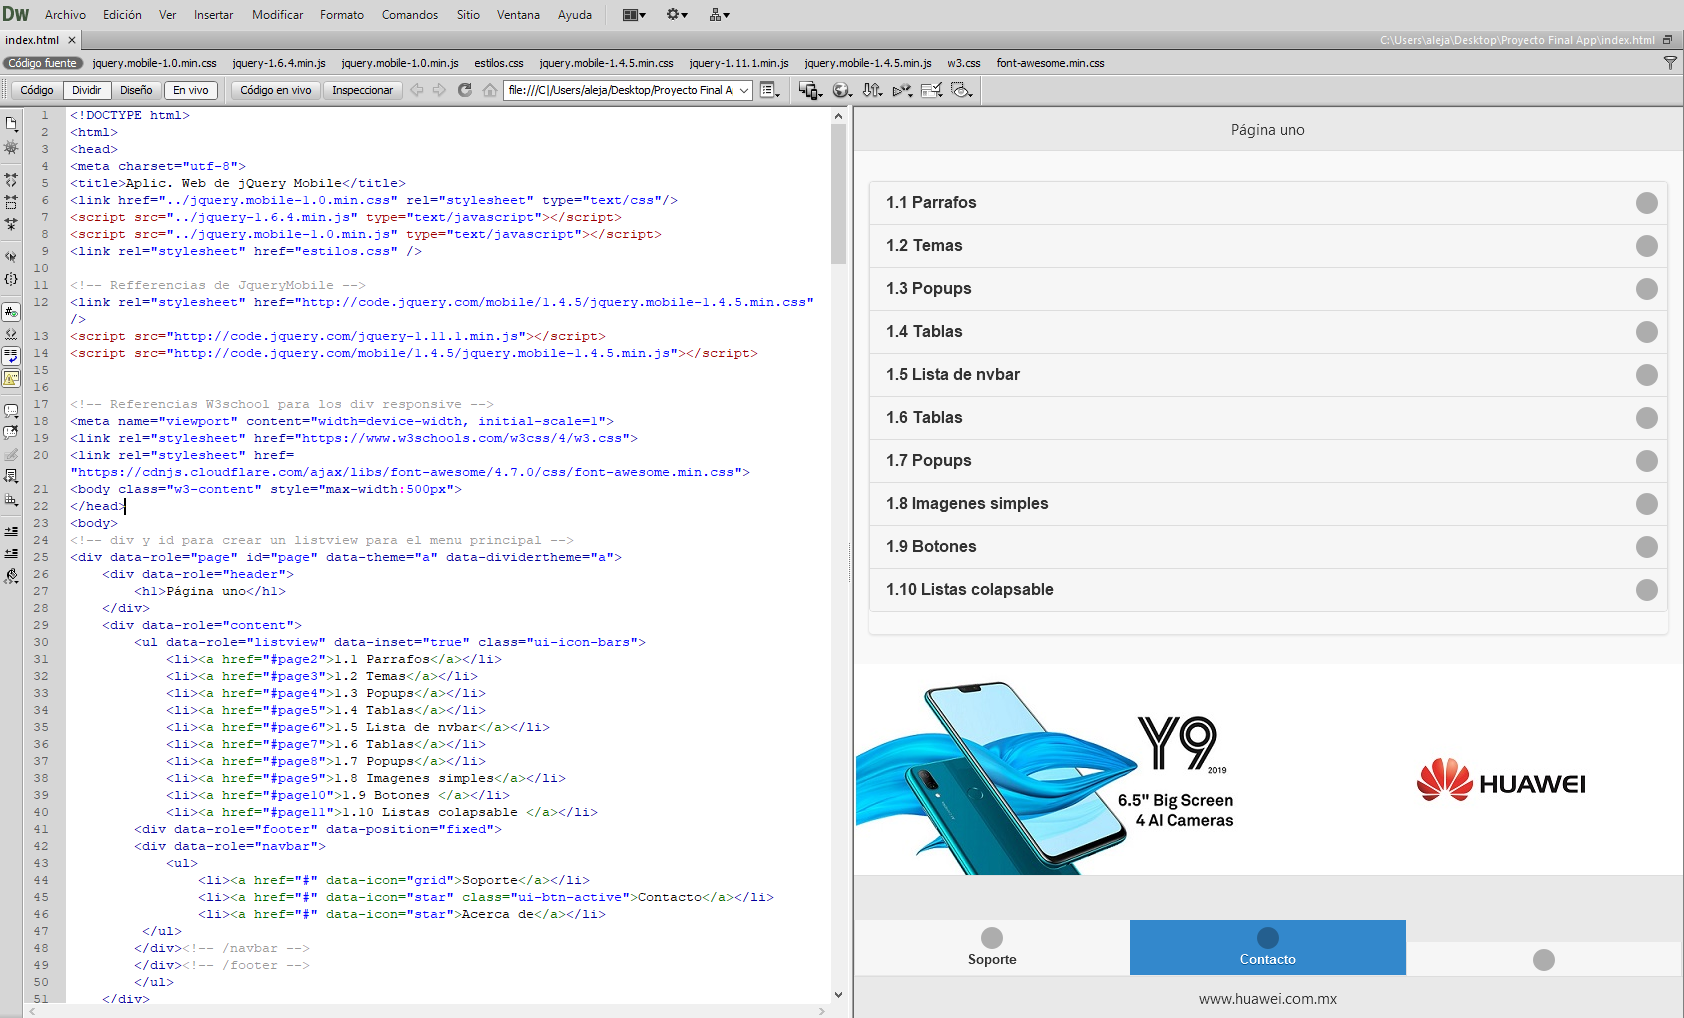 Dw Archivo Edición Ver Insertar Modificar Formato Comandos Sitio Ventana Ayuda
index.html × C:\Users\aleja\Desktop\Proyecto Final App\index.html
Código fuente jquery.mobile-1.0.min.css jquery-1.6.4.min.js jquery.mobile-1.0.min.js estilos.css jquery.mobile-1.4.5.min.css jquery-1.11.1.min.js jquery.mobile-1.4.5.min.js w3.css font-awesome.min.css
Código Dividir Diseño En vivo Código en vivo Inspeccionar file:///C|/Users/aleja/Desktop/Proyecto Final A
1 <!DOCTYPE html>
2 <html>
3 <head>
4 <meta charset="utf-8">
5 <title>Aplic. Web de jQuery Mobile</title>
6 <link href="../jquery.mobile-1.0.min.css" rel="stylesheet" type="text/css"/>
7 <script src="../jquery-1.6.4.min.js" type="text/javascript"></script>
8 <script src="../jquery.mobile-1.0.min.js" type="text/javascript"></script>
9 <link rel="stylesheet" href="estilos.css" />
10
11 <!-- Refferencias de JqueryMobile -->
12 <link rel="stylesheet" href="http://code.jquery.com/mobile/1.4.5/jquery.mobile-1.4.5.min.css"
/>
13 <script src="http://code.jquery.com/jquery-1.11.1.min.js"></script>
14 <script src="http://code.jquery.com/mobile/1.4.5/jquery.mobile-1.4.5.min.js"></script>
15
16
17 <!-- Referencias W3school para los div responsive -->
18 <meta name="viewport" content="width=device-width, initial-scale=1">
19 <link rel="stylesheet" href="https://www.w3schools.com/w3css/4/w3.css">
20 <link rel="stylesheet" href=
"https://cdnjs.cloudflare.com/ajax/libs/font-awesome/4.7.0/css/font-awesome.min.css">
21 <body class="w3-content" style="max-width:500px">
22 </head>
23 <body>
24 <!-- div y id para crear un listview para el menu principal -->
25 <div data-role="page" id="page" data-theme="a" data-dividertheme="a">
26 <div data-role="header">
27 <h1>Página uno</h1>
28 </div>
29 <div data-role="content">
30 <ul data-role="listview" data-inset="true" class="ui-icon-bars">
31 <li><a href="#page2">1.1 Parrafos</a></li>
32 <li><a href="#page3">1.2 Temas</a></li>
33 <li><a href="#page4">1.3 Popups</a></li>
34 <li><a href="#page5">1.4 Tablas</a></li>
35 <li><a href="#page6">1.5 Lista de nvbar</a></li>
36 <li><a href="#page7">1.6 Tablas</a></li>
37 <li><a href="#page8">1.7 Popups</a></li>
38 <li><a href="#page9">1.8 Imagenes simples</a></li>
39 <li><a href="#page10">1.9 Botones </a></li>
40 <li><a href="#page11">1.10 Listas colapsable </a></li>
41 <div data-role="footer" data-position="fixed">
42 <div data-role="navbar">
43 <ul>
44 <li><a href="#" data-icon="grid">Soporte</a></li>
45 <li><a href="#" data-icon="star" class="ui-btn-active">Contacto</a></li>
46 <li><a href="#" data-icon="star">Acerca de</a></li>
47 </ul>
48 </div><!-- /navbar -->
49 </div><!-- /footer -->
50 </ul>
51 </div>
Página uno
1.1 Parrafos
1.2 Temas
1.3 Popups
1.4 Tablas
1.5 Lista de nvbar
1.6 Tablas
1.7 Popups
1.8 Imagenes simples
1.9 Botones
1.10 Listas colapsable
Y9
2019
6.5" Big Screen
4 AI Cameras
HUAWEI
Soporte Contacto
www.huawei.com.mx